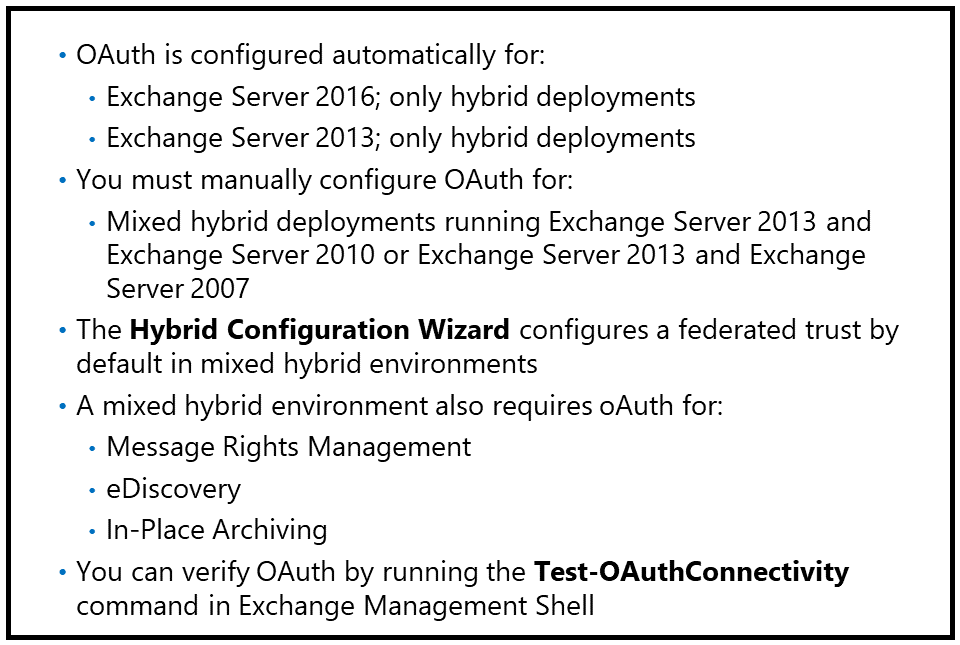 • OAuth is configured automatically for:
• Exchange Server 2016; only hybrid deployments
• Exchange Server 2013; only hybrid deployments
• You must manually configure OAuth for:
• Mixed hybrid deployments running Exchange Server 2013 and
Exchange Server 2010 or Exchange Server 2013 and Exchange
Server 2007
• The Hybrid Configuration Wizard configures a federated trust by
default in mixed hybrid environments
• A mixed hybrid environment also requires oAuth for:
• Message Rights Management
• eDiscovery
• In-Place Archiving
• You can verify OAuth by running the Test-OAuthConnectivity
command in Exchange Management Shell